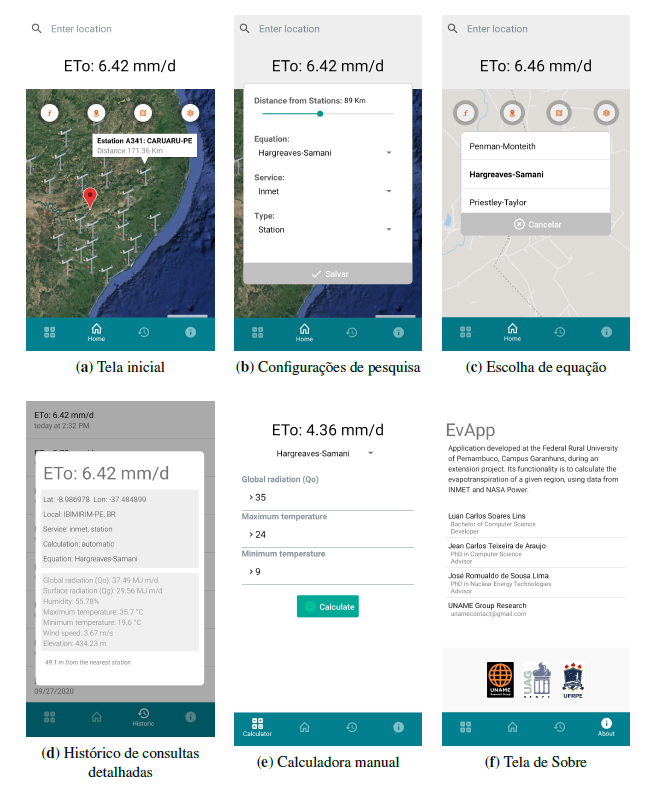 Enter location
ETo: 6.42 mm/d
Estation A341: CARUARU-PE
Distance 171.36 Km
Home
(a) Tela inicial
Enter location
ETo: 6.42 mm/d
Distance from Stations: 89 Km
Equation:
Hargreaves-Samani
Service:
Inmet
Type:
Station
Salvar
Home
(b) Configurações de pesquisa
Enter location
ETo: 6.46 mm/d
Penman-Monteith
Hargreaves-Samani
Priestley-Taylor
Cancelar
Home
(c) Escolha de equação
ETo: 6.42 mm/d
today at 2:32 PM
ETo: 6.42 mm/d
Lat: -8.986978 Lon: -37.484899
Local: IBIMIRIM-PE, BR
Service: inmet, station
Calculation: automatic
Equation: Hargreaves-Samani
Global radiation (Qo): 37.49 MJ m/d
Surface radiation (Qg): 29.56 MJ m/d
Humidity: 55.78%
Maximum temperature: 35.7 °C
Minimum temperature: 19.6 °C
Wind speed: 3.67 m/s
Elevation: 434.23 m
49.1 m from the nearest station
09/27/2020
Historic
(d) Histórico de consultas
detalhadas
ETo: 4.36 mm/d
Hargreaves-Samani
Global radiation (Qo)
> 35
Maximum temperature
> 24
Minimum temperature
> 9
Calculate
Calculator
(e) Calculadora manual
EvApp
Application developed at the Federal Rural University
of Pernambuco, Campus Garanhuns, during an
extension project. Its functionality is to calculate the
evapotranspiration of a given region, using data from
INMET and NASA Power.
Luan Carlos Soares Lins
Bachelor of Computer Science
Developer
Jean Carlos Teixeira de Araujo
PhD in Computer Science
Advisor
José Romualdo de Sousa Lima
PhD in Nuclear Energy Technologies
Advisor
UNAME Group Research
unamecontact@gmail.com
UNAME
UAG
UFRPE
UFRPE
About
(f) Tela de Sobre